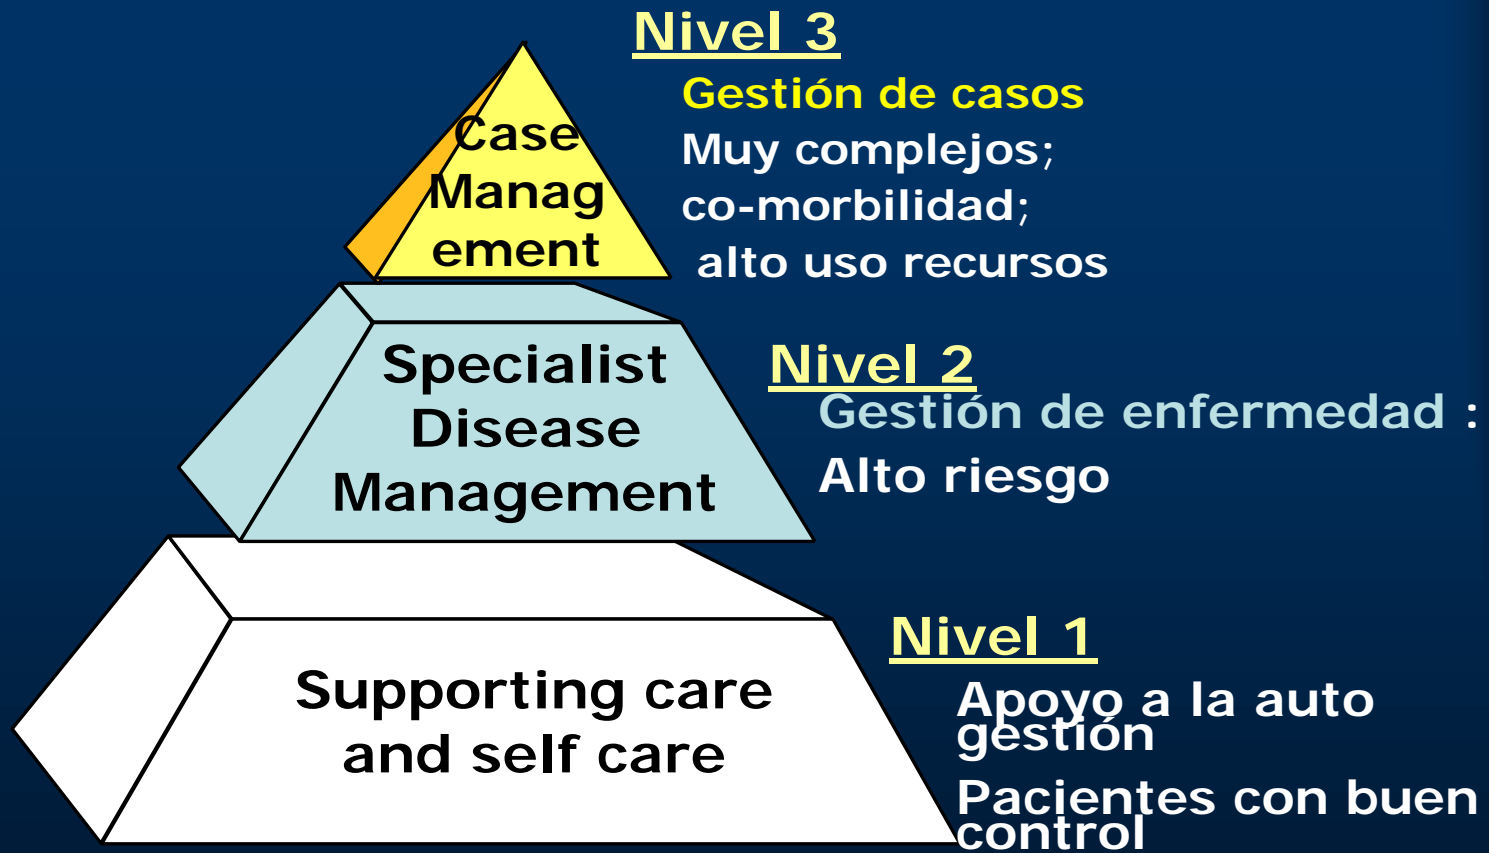 Nivel 3
Gestión de casos
Muy complejos;
co-morbilidad;
alto uso recursos
Case
Manag
ement
Nivel 2
Gestión de enfermedad :
Alto riesgo
Specialist
Disease
Management
Nivel 1
Apoyo a la auto
gestión
Pacientes con buen
control
Supporting care
and self care